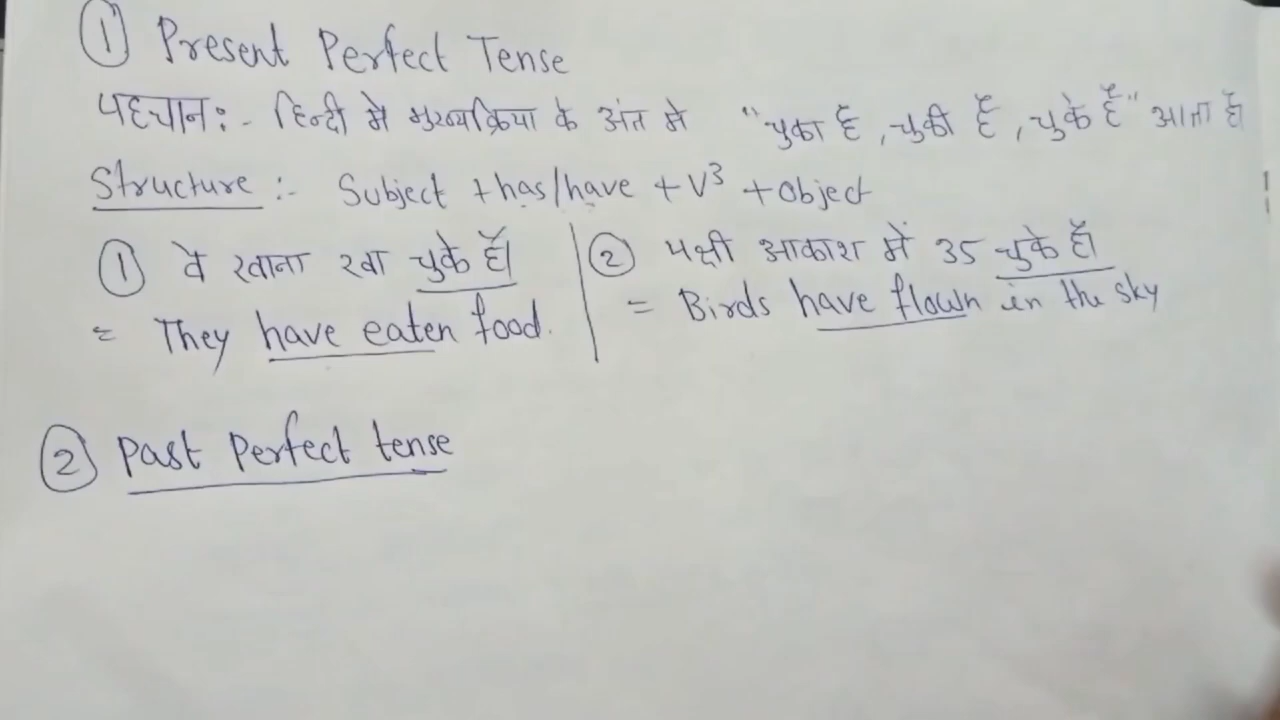 ① Present Perfect Tense
पहचान:- हिन्दी मे मुख्यक्रिया के अंत मे "चुका है, चुकी है, चुके हैं" आता है।
Structure :- Subject + has/have + V³ + Object
① वे खाना खा चुके हैं।
= They have eaten food.
② पक्षी आकाश में उड़ चुके हैं।
= Birds have flown in the sky
② Past Perfect tense